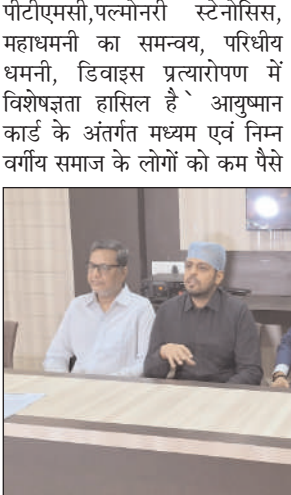 पीटीएमसी,पल्मोनरी स्टेनोसिस,
महाधमनी का समन्वय, परिधीय
धमनी, डिवाइस प्रत्यारोपण में
विशेषज्ञता हासिल है ` आयुष्मान
कार्ड के अंतर्गत मध्यम एवं निम्न
वर्गीय समाज के लोगों को कम पैसे